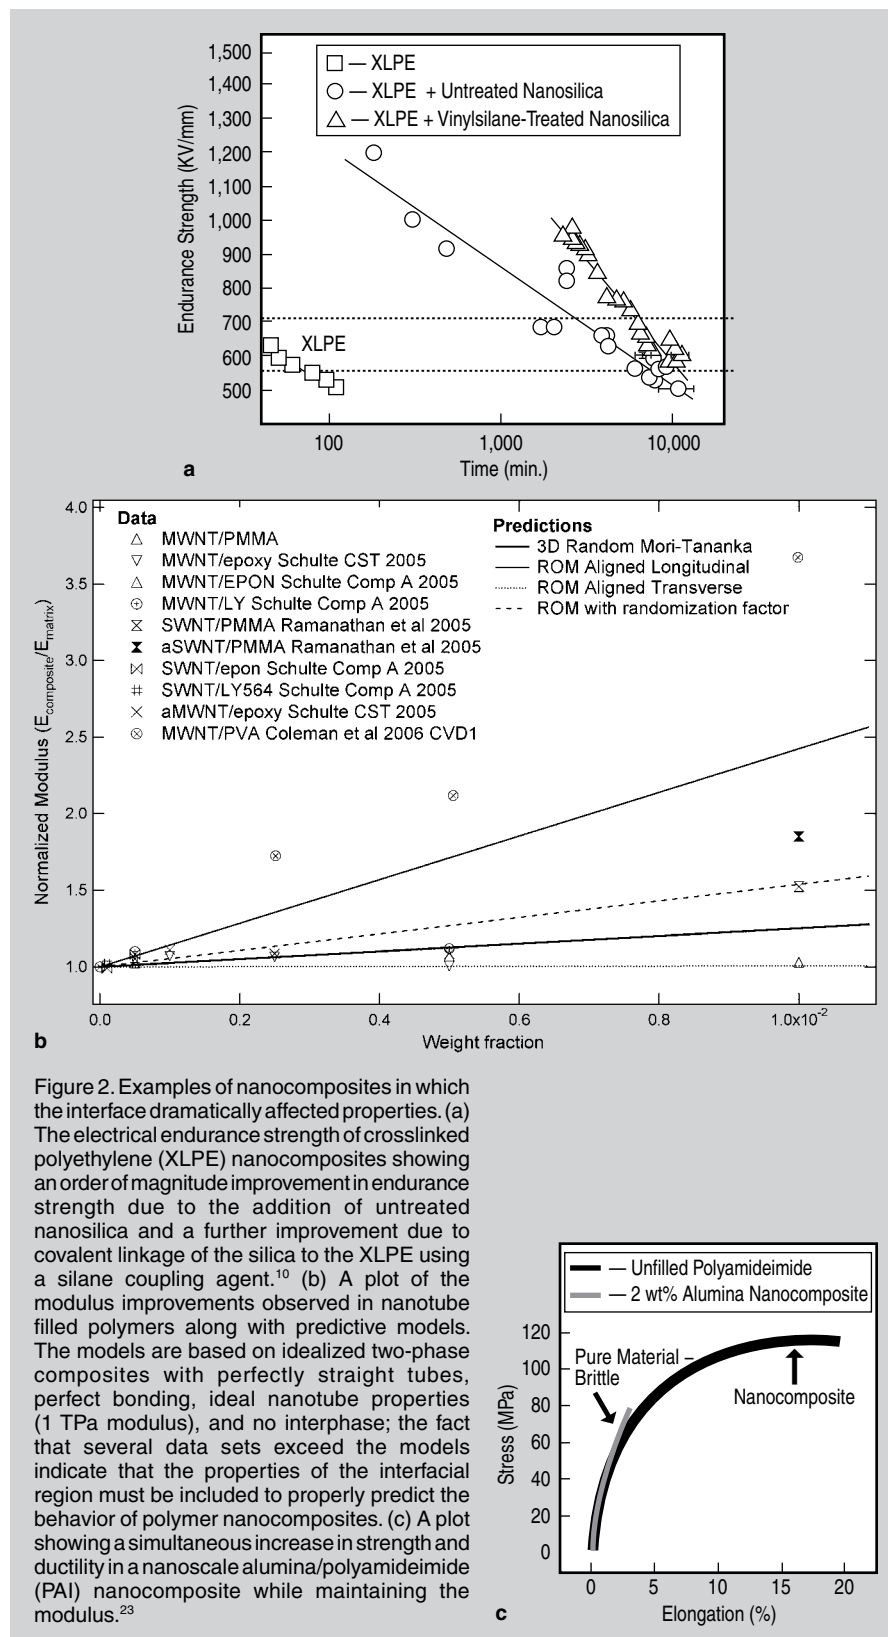 1,500
1,400
1,300
1,200
1,100
1,000
900
800
700
600
500
Endurance Strength (KV/mm)
— XLPE
— XLPE + Untreated Nanosilica
— XLPE + Vinylsilane-Treated Nanosilica
XLPE
100
1,000
10,000
Time (min.)
a
4.0
3.5
3.0
2.5
2.0
1.5
1.0
Normalized Modulus (Ecomposite/Ematrix)
Data
MWNT/PMMA
MWNT/epoxy Schulte CST 2005
MWNT/EPON Schulte Comp A 2005
MWNT/LY Schulte Comp A 2005
SWNT/PMMA Ramanathan et al 2005
aSWNT/PMMA Ramanathan et al 2005
SWNT/epon Schulte Comp A 2005
SWNT/LY564 Schulte Comp A 2005
aMWNT/epoxy Schulte CST 2005
MWNT/PVA Coleman et al 2006 CVD1
Predictions
3D Random Mori-Tananka
ROM Aligned Longitudinal
ROM Aligned Transverse
ROM with randomization factor
0.0
0.2
0.4
0.6
0.8
1.0x10-2
Weight fraction
b
Figure 2. Examples of nanocomposites in which
the interface dramatically affected properties. (a)
The electrical endurance strength of crosslinked
polyethylene (XLPE) nanocomposites showing
an order of magnitude improvement in endurance
strength due to the addition of untreated
nanosilica and a further improvement due to
covalent linkage of the silica to the XLPE using
a silane coupling agent.10 (b) A plot of the
modulus improvements observed in nanotube
filled polymers along with predictive models.
The models are based on idealized two-phase
composites with perfectly straight tubes,
perfect bonding, ideal nanotube properties
(1 TPa modulus), and no interphase; the fact
that several data sets exceed the models
indicate that the properties of the interfacial
region must be included to properly predict the
behavior of polymer nanocomposites. (c) A plot
showing a simultaneous increase in strength and
ductility in a nanoscale alumina/polyamideimide
(PAI) nanocomposite while maintaining the
modulus.23
— Unfilled Polyamideimide
— 2 wt% Alumina Nanocomposite
120
100
80
60
40
20
0
Stress (MPa)
Pure Material –
Brittle
Nanocomposite
0
5
10
15
20
Elongation (%)
c